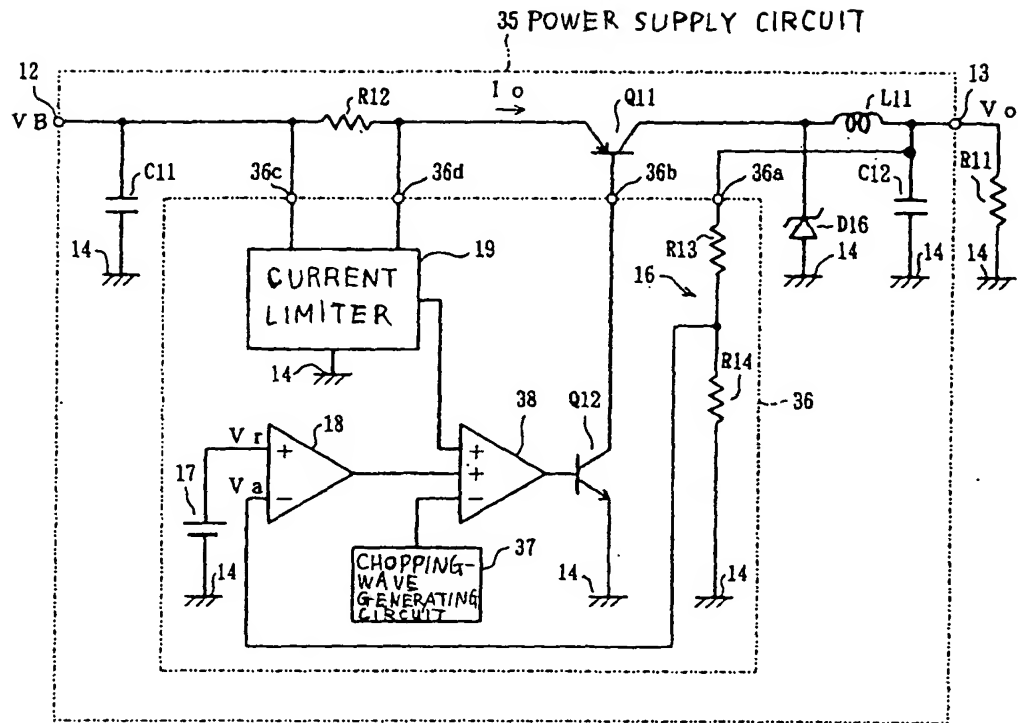 35 POWER SUPPLY CIRCUIT
12
VB
R12
Io
Q11
L11
13
Vo
C11
36c
36d
36b
36a
C12
R11
14
19
R13
D16
14
14
14
CURRENT
LIMITER
16
14
R14
36
Vr
18
38
Q12
+
+
+
17
Va
−
−
37
CHOPPING-
WAVE
GENERATING
CIRCUIT
14
14
14